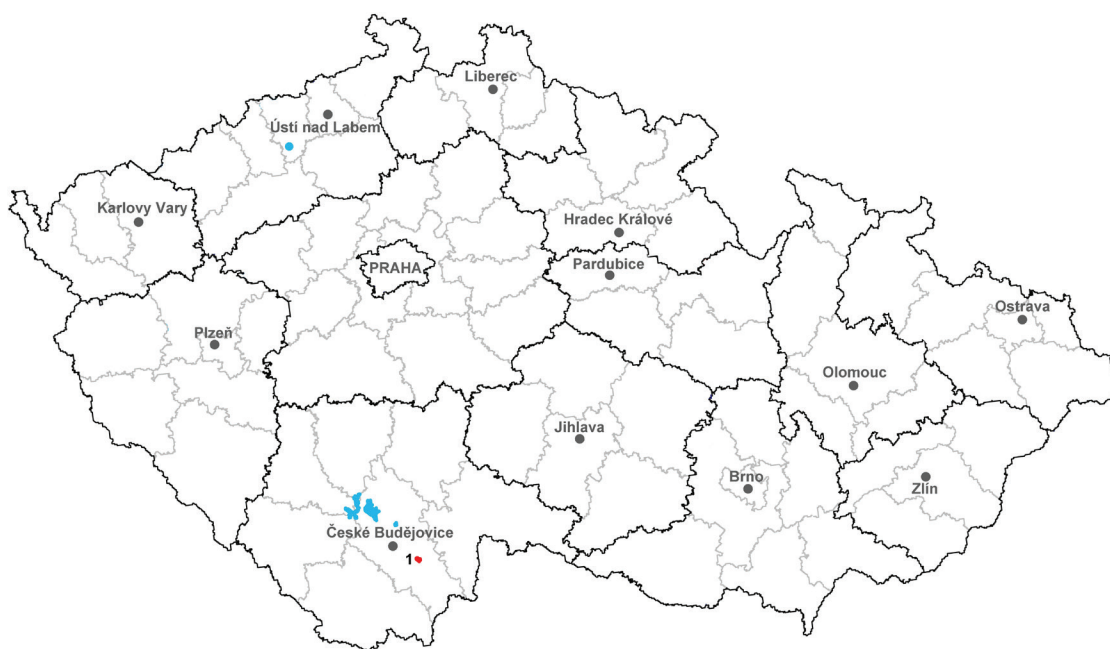 Liberec
Ústí nad Labem
Karlovy Vary
Hradec Králové
PRAHA
Pardubice
Ostrava
Plzeň
Olomouc
Jihlava
Brno
Zlín
České Budějovice
1